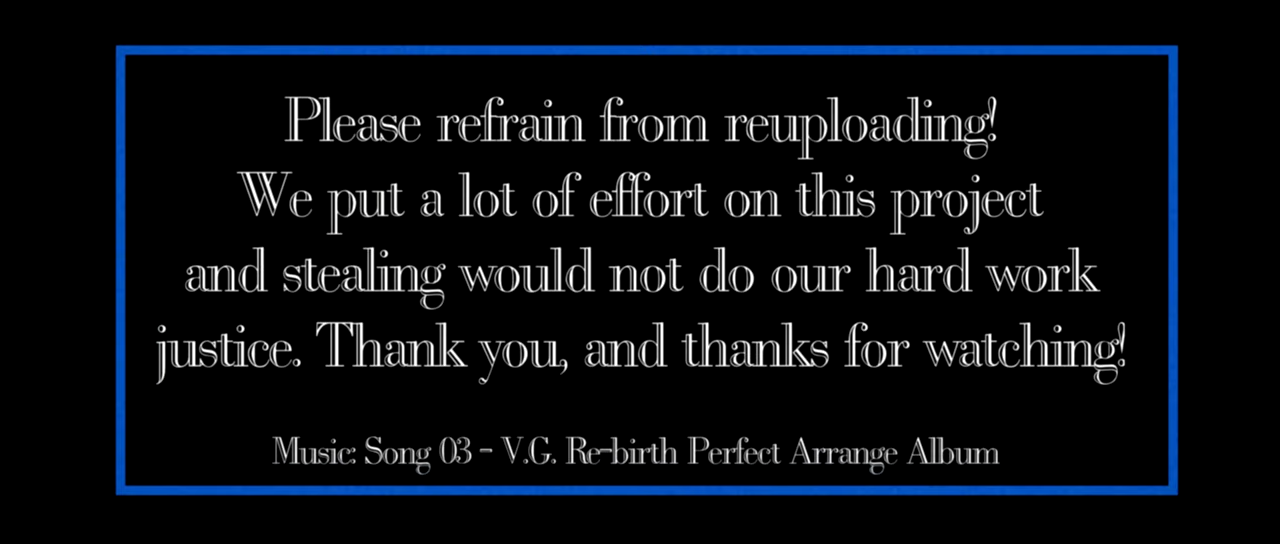 Please refrain from reuploading!
We put a lot of effort on this project
and stealing would not do our hard work
justice. Thank you, and thanks for watching!
Music: Song 03 - V.G. Re-birth Perfect Arrange Album